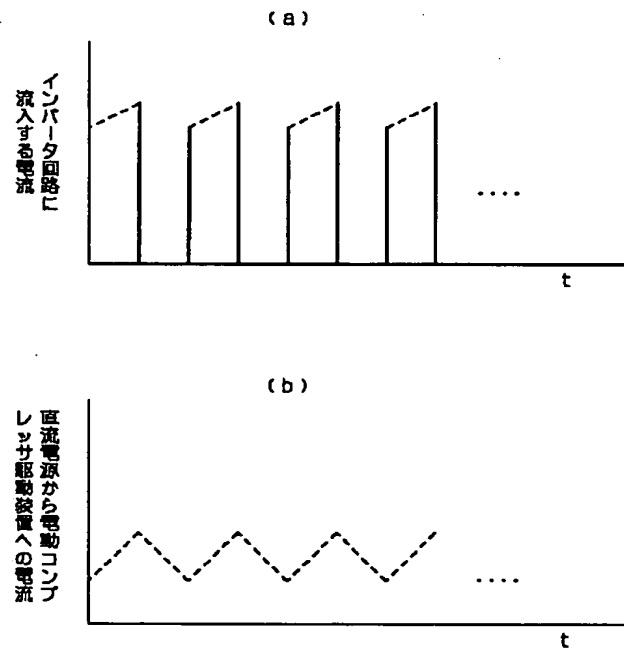 (a)
インバータ回路に
流入する電流
‥‥
t
(b)
直流電源から電動コンプ
レッサ駆動装置への電流
‥‥
t